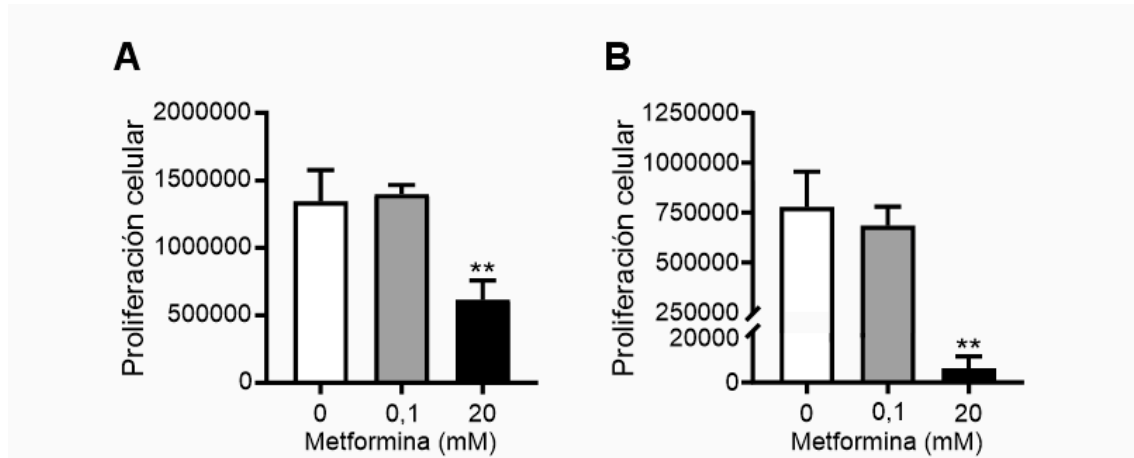 A
Proliferación celular
2000000
1500000
1000000
500000
0
**
0 0,1 20
Metformina (mM)
B
Proliferación celular
1250000
1000000
750000
500000
250000
20000
0
**
0 0,1 20
Metformina (mM)